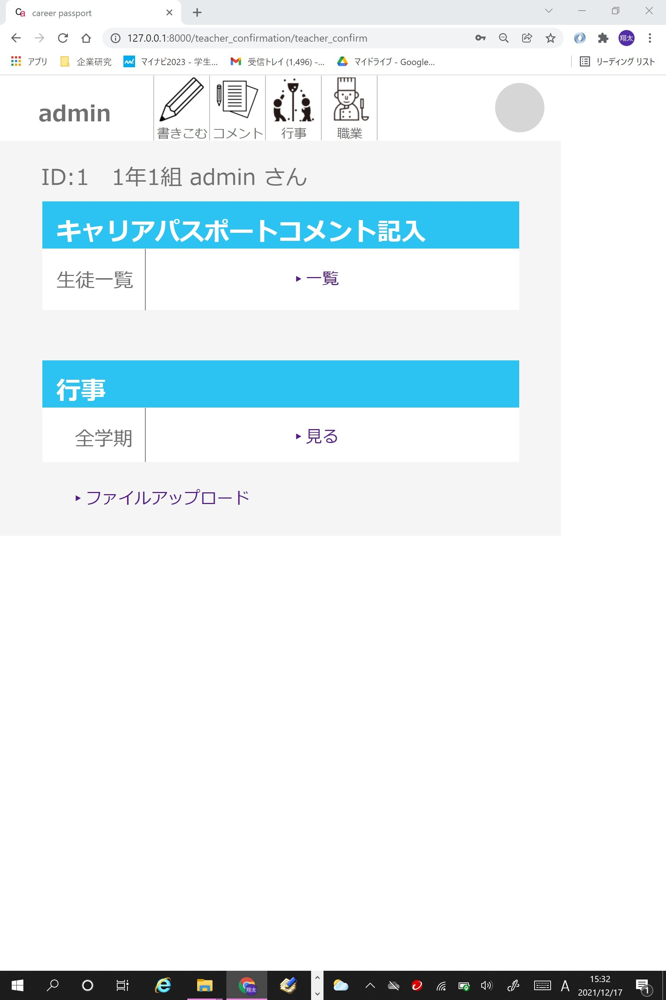 Ca career passport
127.0.0.1:8000/teacher_confirmation/teacher_confirm
翔太
アプリ 企業研究 マイナビ2023 - 学生... 受信トレイ (1,496) -... マイドライブ - Google... リーディング リスト
admin
書きこむ コメント 行事 職業
ID:1 1年1組 admin さん
キャリアパスポートコメント記入
生徒一覧 ▸一覧
行事
全学期 ▸見る
▸ファイルアップロード
翔太
A
15:32
2021/12/17
1